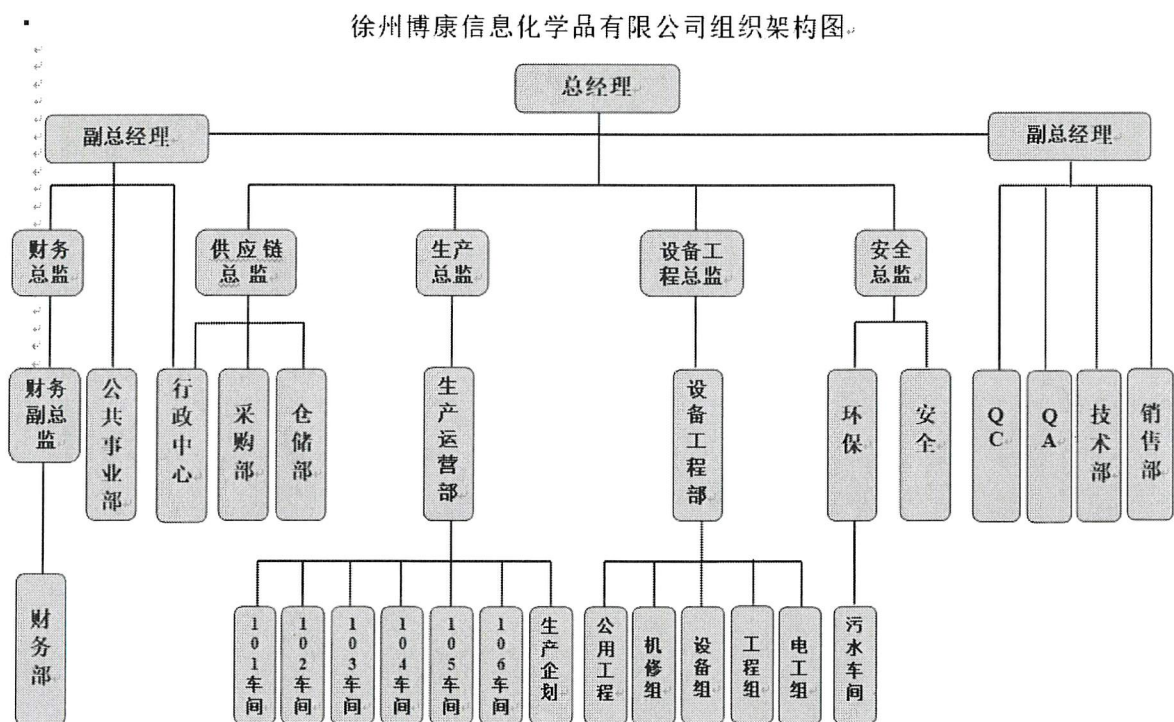 徐州博康信息化学品有限公司组织架构图
总经理
副总经理
副总经理
财务
总监
供应链
总监
生产
总监
设备工
程总监
安全
总监
财务
副总
监
公共事业部
行政中心
采购部
仓储部
生产运营部
设备工程部
环保
安全
QC
QA
技术部
销售部
财务部
101车间
102车间
103车间
104车间
105车间
106车间
生产企划
公用工程
机修组
设备组
工程组
电工组
污水车间